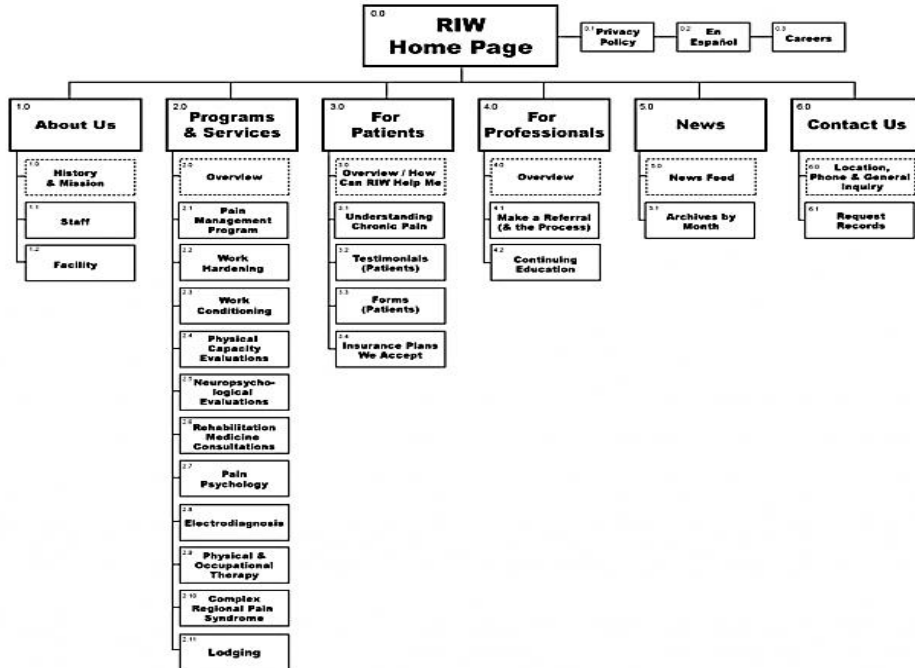 0.0
RIW
Home Page
0.1
Privacy
Policy
0.2
En
Español
0.3
Careers
1.0
About Us
1.0
History
& Mission
1.1
Staff
1.2
Facility
2.0
Programs
& Services
2.0
Overview
2.1
Pain
Management
Program
2.2
Work
Hardening
2.3
Work
Conditioning
2.4
Physical
Capacity
Evaluations
2.5
Neuropsycho-
logical
Evaluations
2.6
Rehabilitation
Medicine
Consultations
2.7
Pain
Psychology
2.8
Electrodiagnosis
2.9
Physical &
Occupational
Therapy
2.10
Complex
Regional Pain
Syndrome
2.11
Lodging
3.0
For
Patients
3.0
Overview / How
Can RIW Help Me
3.1
Understanding
Chronic Pain
3.2
Testimonials
(Patients)
3.3
Forms
(Patients)
3.4
Insurance Plans
We Accept
4.0
For
Professionals
4.0
Overview
4.1
Make a Referral
(& the Process)
4.2
Continuing
Education
5.0
News
5.0
News Feed
5.1
Archives by
Month
6.0
Contact Us
6.0
Location,
Phone & General
Inquiry
6.1
Request
Records